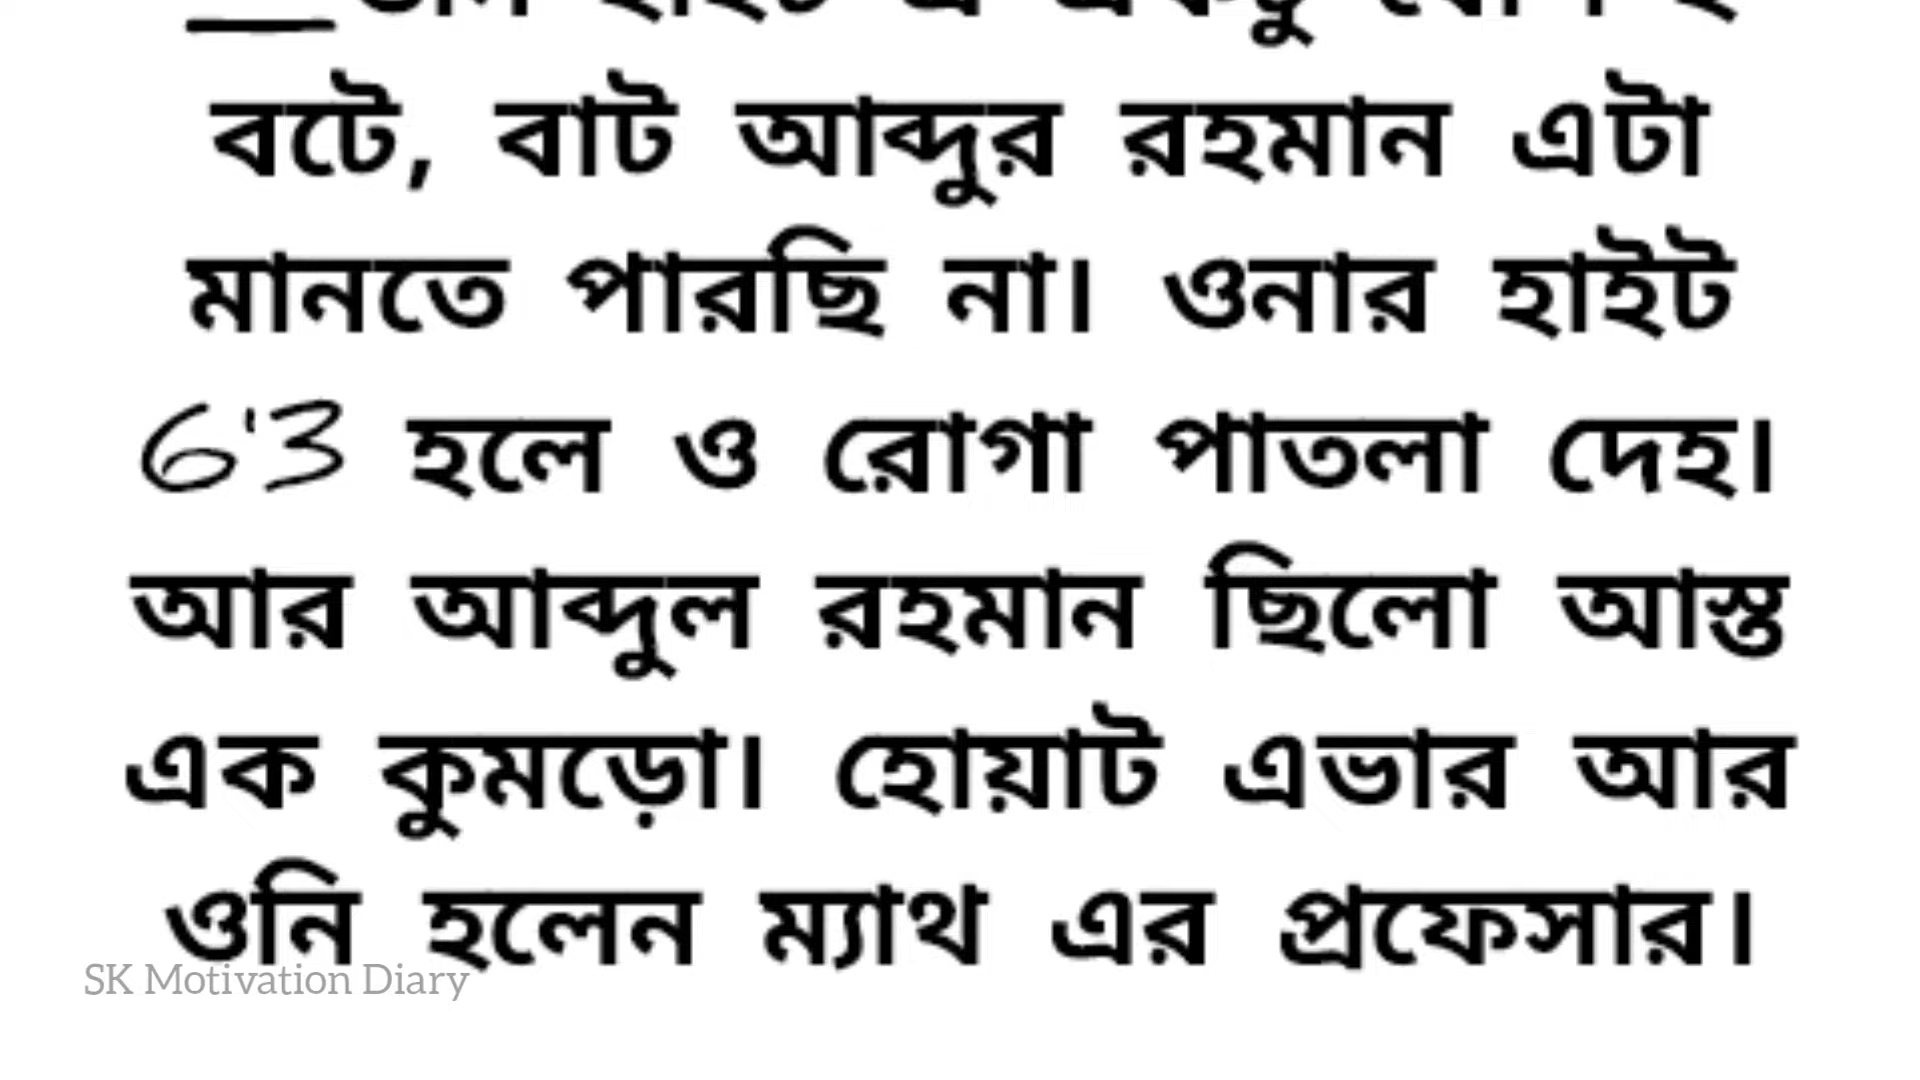 বটে, বাট আব্দুর রহমান এটা
মানতে পারছি না। ওনার হাইট
6'3 হলে ও রোগা পাতলা দেহ।
আর আব্দুল রহমান ছিলো আস্ত
এক কুমড়ো। হোয়াট এভার আর
ওনি হলেন ম্যাথ এর প্রফেসার।
SK Motivation Diary